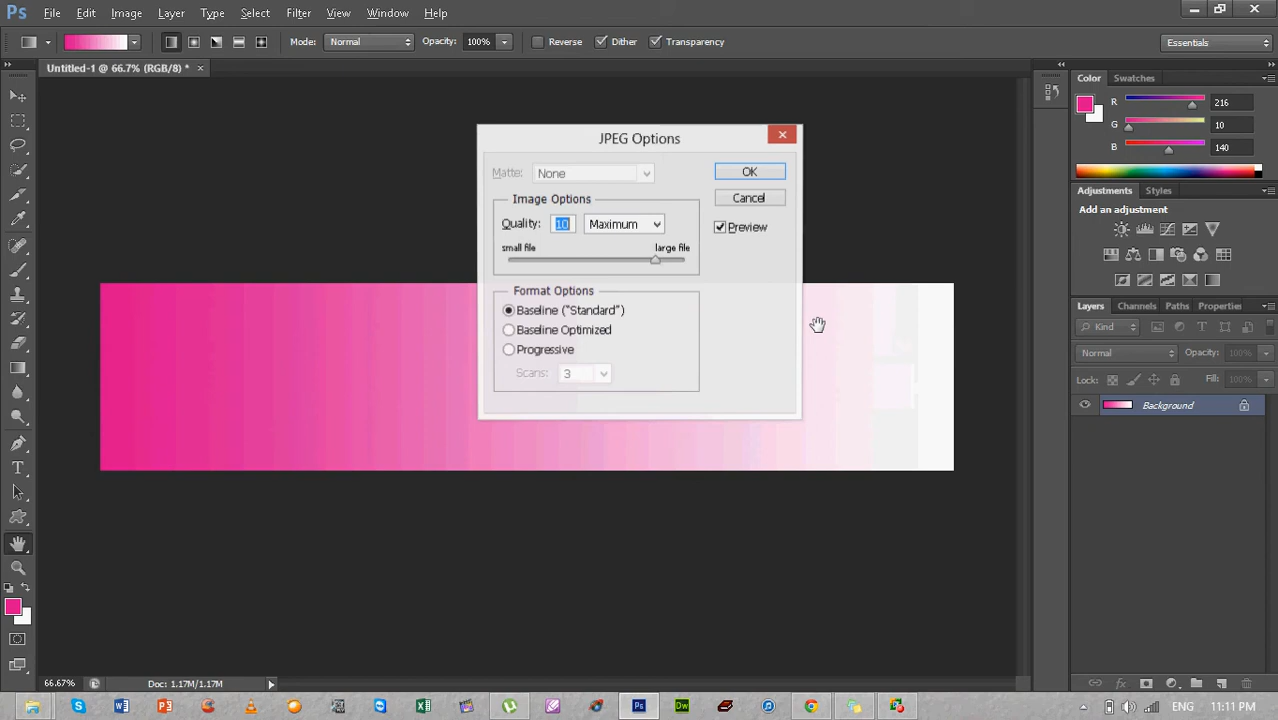 Ps File Edit Image Layer Type Select Filter View Window Help
Mode: Normal Opacity: 100% Reverse Dither Transparency Essentials
Untitled-1 @ 66.7% (RGB/8) * ×
Color Swatches
R 216
G 10
B 140
Adjustments Styles
Add an adjustment
Layers Channels Paths Properties
Kind
Normal Opacity: 100%
Lock: Fill: 100%
Background
JPEG Options
Matte: None OK
Image Options Cancel
Quality: 10 Maximum Preview
small file large file
Format Options
Baseline ("Standard")
Baseline Optimized
Progressive
Scans: 3
66.67% Doc: 1.17M/1.17M
ENG 11:11 PM